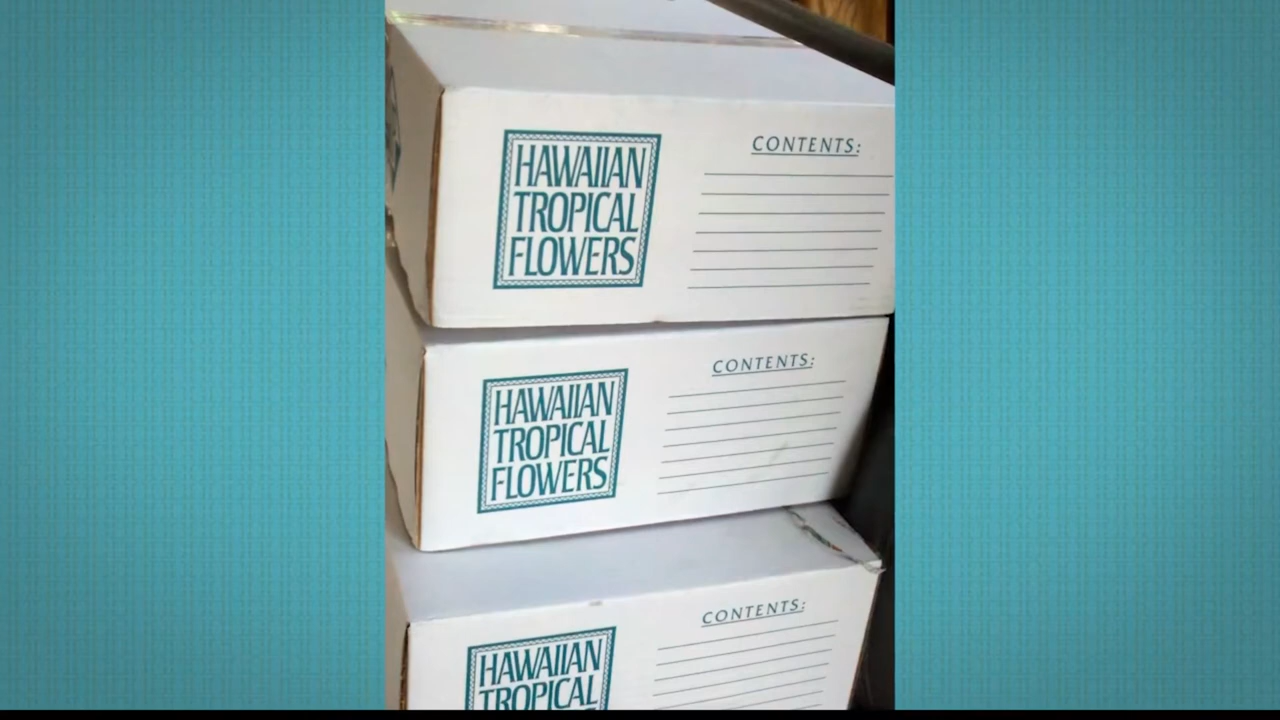 HAWAIIAN
TROPICAL
FLOWERS
CONTENTS:
HAWAIIAN
TROPICAL
FLOWERS
CONTENTS:
HAWAIIAN
TROPICAL
CONTENTS: